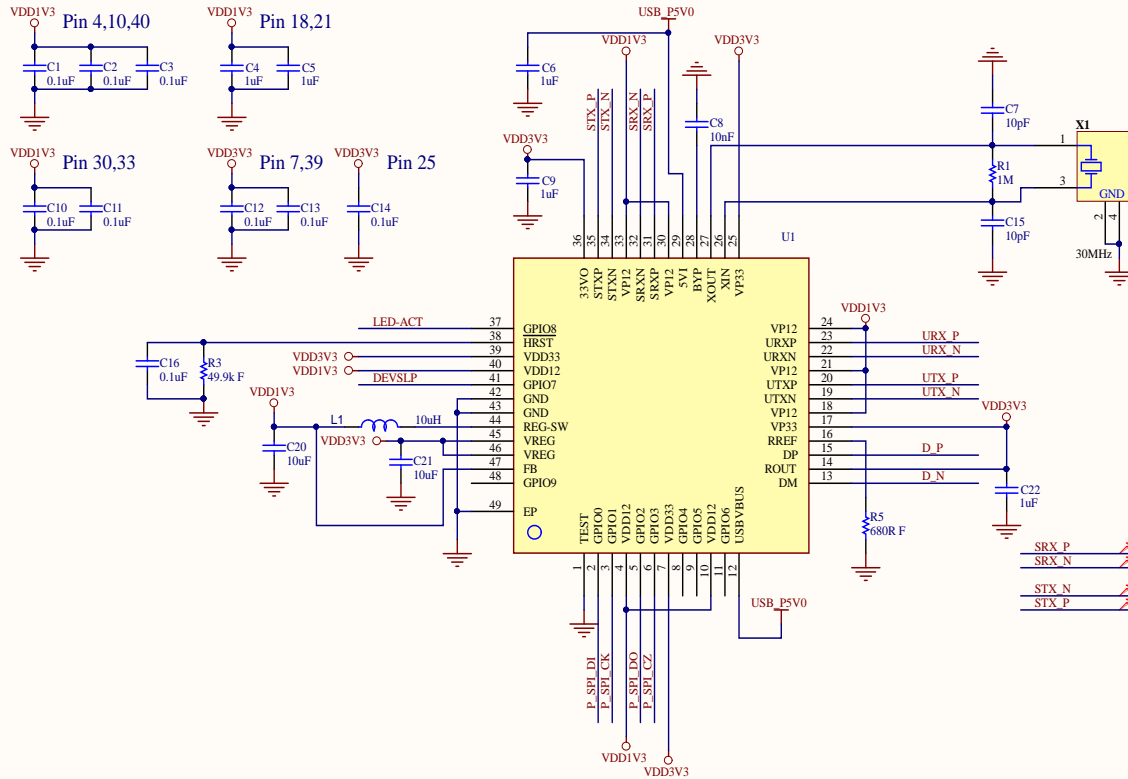 VDD1V3 Pin 4,10,40
C1 0.1uF
C2 0.1uF
C3 0.1uF
VDD1V3 Pin 18,21
C4 1uF
C5 1uF
VDD1V3 Pin 30,33
C10 0.1uF
C11 0.1uF
VDD3V3 Pin 7,39
C12 0.1uF
C13 0.1uF
VDD3V3 Pin 25
C14 0.1uF
USB_P5V0
VDD1V3
VDD3V3
C6 1uF
STX_P
STX_N
SRX_N
SRX_P
C8 10nF
VDD3V3
C9 1uF
C7 10pF
R1 1M
C15 10pF
X1
1
3
GND
2
4
30MHz
U1
36 33VO
35 STXP
34 STXN
33 VP12
32 SRXN
31 SRXP
30 VP12
29 5VI
28 BYP
27 XOUT
26 XIN
25 VP33
LED-ACT 37 GPIO8
38 HRST
VDD3V3 39 VDD33
VDD1V3 40 VDD12
DEVSLP 41 GPIO7
42 GND
43 GND
L1 10uH 44 REG-SW
VDD3V3 45 VREG
46 VREG
47 FB
48 GPIO9
49 EP
C16 0.1uF
R3 49.9k F
VDD1V3
C20 10uF
C21 10uF
VDD1V3
VP12 24
URXP 23 URX_P
URXN 22 URX_N
VP12 21
UTXP 20 UTX_P
UTXN 19 UTX_N
VP12 18
VP33 17 VDD3V3
RREF 16
DP 15 D_P
ROUT 14
DM 13 D_N
C22 1uF
R5 680R F
TEST 1
GPIO0 2
GPIO1 3
VDD12 4
GPIO2 5
GPIO3 6
VDD33 7
GPIO4 8
GPIO5 9
VDD12 10
GPIO6 11
USBVBUS 12
USB_P5V0
P_SPI_DI
P_SPI_CK
P_SPI_DO
P_SPI_CZ
VDD1V3
VDD3V3
SRX_P
SRX_N
STX_N
STX_P